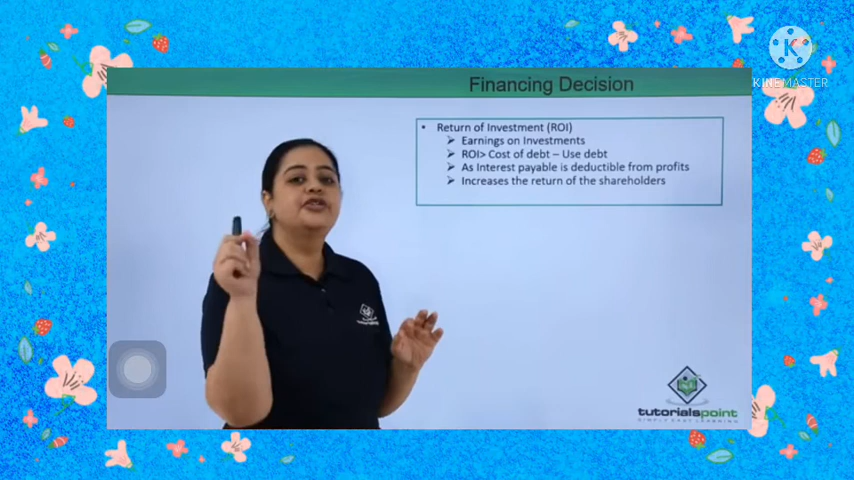 KINEMASTER
Financing Decision
• Return of Investment (ROI)
➢ Earnings on Investments
➢ ROI> Cost of debt – Use debt
➢ As Interest payable is deductible from profits
➢ Increases the return of the shareholders
tutorialspoint
SIMPLY EASY LEARNING